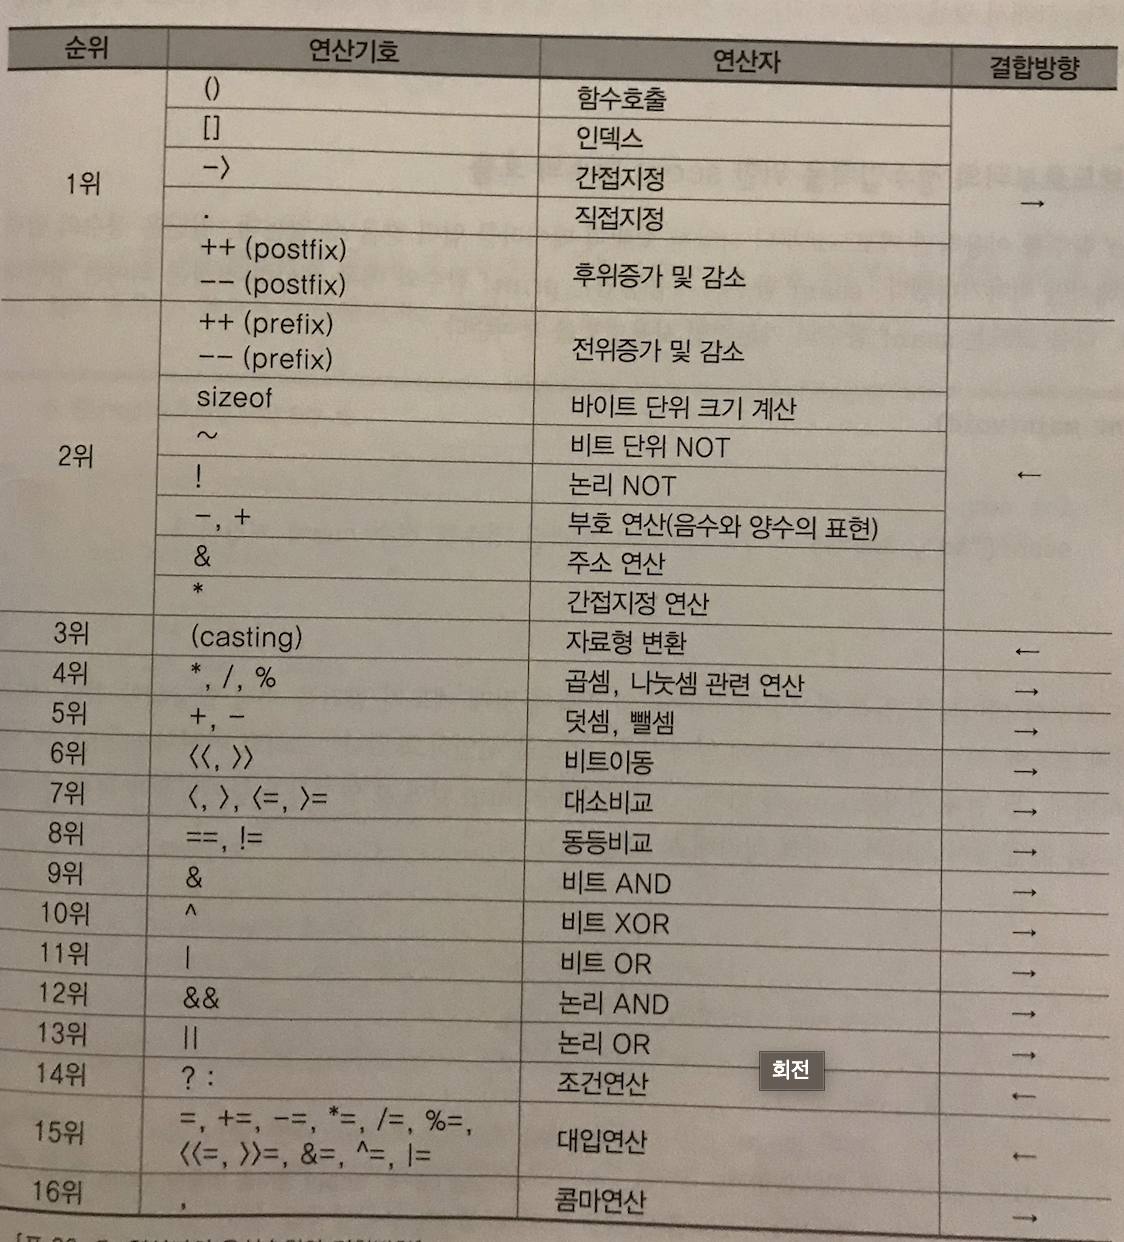 순위 연산기호 연산자 결합방향
1위 () 함수호출 →
[] 인덱스
-> 간접지정
. 직접지정
++ (postfix)
-- (postfix) 후위증가 및 감소
2위 ++ (prefix)
-- (prefix) 전위증가 및 감소 ←
sizeof 바이트 단위 크기 계산
~ 비트 단위 NOT
! 논리 NOT
-, + 부호 연산(음수와 양수의 표현)
& 주소 연산
* 간접지정 연산
3위 (casting) 자료형 변환 ←
4위 *, /, % 곱셈, 나눗셈 관련 연산 →
5위 +, - 덧셈, 뺄셈 →
6위 <<, >> 비트이동 →
7위 <, >, <=, >= 대소비교 →
8위 ==, != 동등비교 →
9위 & 비트 AND →
10위 ^ 비트 XOR →
11위 | 비트 OR →
12위 && 논리 AND →
13위 || 논리 OR →
회전
14위 ? : 조건연산 ←
15위 =, +=, -=, *=, /=, %=,
<<=, >>=, &=, ^=, |= 대입연산 ←
16위 , 콤마연산 →